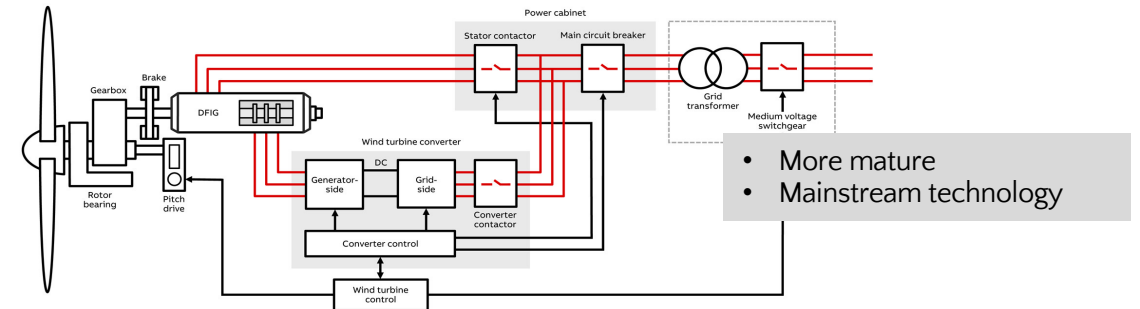 Power cabinet
Stator contactor
Main circuit breaker
Brake
Gearbox
DFIG
Grid
transformer
Medium voltage
switchgear
Wind turbine converter
DC
Generator-
side
Grid-
side
Rotor
bearing
Pitch
drive
Converter
contactor
Converter control
Wind turbine
control
• More mature
• Mainstream technology